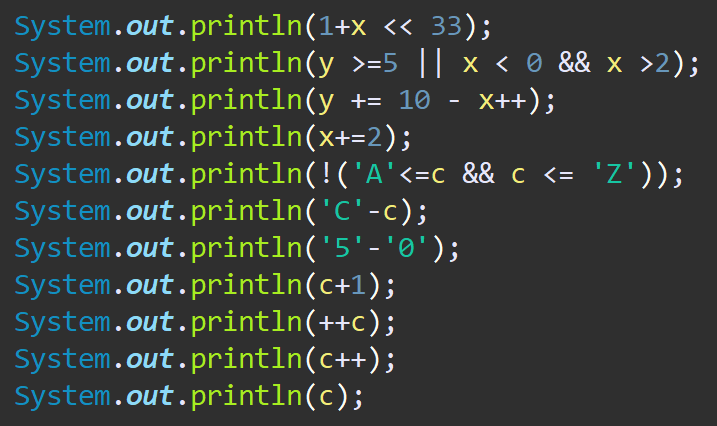 System.out.println(1+x << 33);
System.out.println(y >=5 || x < 0 && x >2);
System.out.println(y += 10 - x++);
System.out.println(x+=2);
System.out.println(!('A'<=c && c <= 'Z'));
System.out.println('C'-c);
System.out.println('5'-'0');
System.out.println(c+1);
System.out.println(++c);
System.out.println(c++);
System.out.println(c);